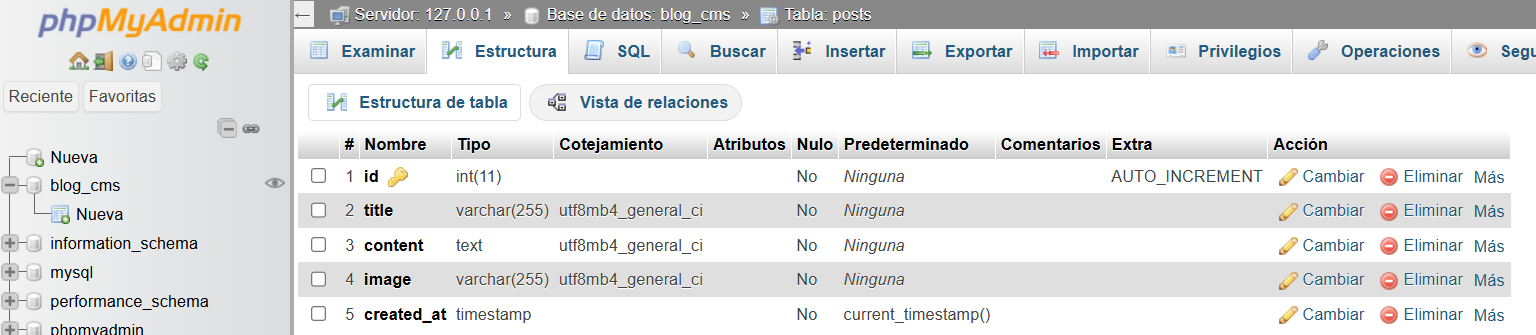 phpMyAdmin
Reciente Favoritas
Nueva
blog_cms
Nueva
information_schema
mysql
performance_schema
phpmyadmin
← Servidor: 127.0.0.1 » Base de datos: blog_cms » Tabla: posts
Examinar Estructura SQL Buscar Insertar Exportar Importar Privilegios Operaciones Segu
Estructura de tabla Vista de relaciones
# Nombre Tipo Cotejamiento Atributos Nulo Predeterminado Comentarios Extra Acción
1 id int(11) No Ninguna AUTO_INCREMENT Cambiar Eliminar Más
2 title varchar(255) utf8mb4_general_ci No Ninguna Cambiar Eliminar Más
3 content text utf8mb4_general_ci No Ninguna Cambiar Eliminar Más
4 image varchar(255) utf8mb4_general_ci No Ninguna Cambiar Eliminar Más
5 created_at timestamp No current_timestamp() Cambiar Eliminar Más